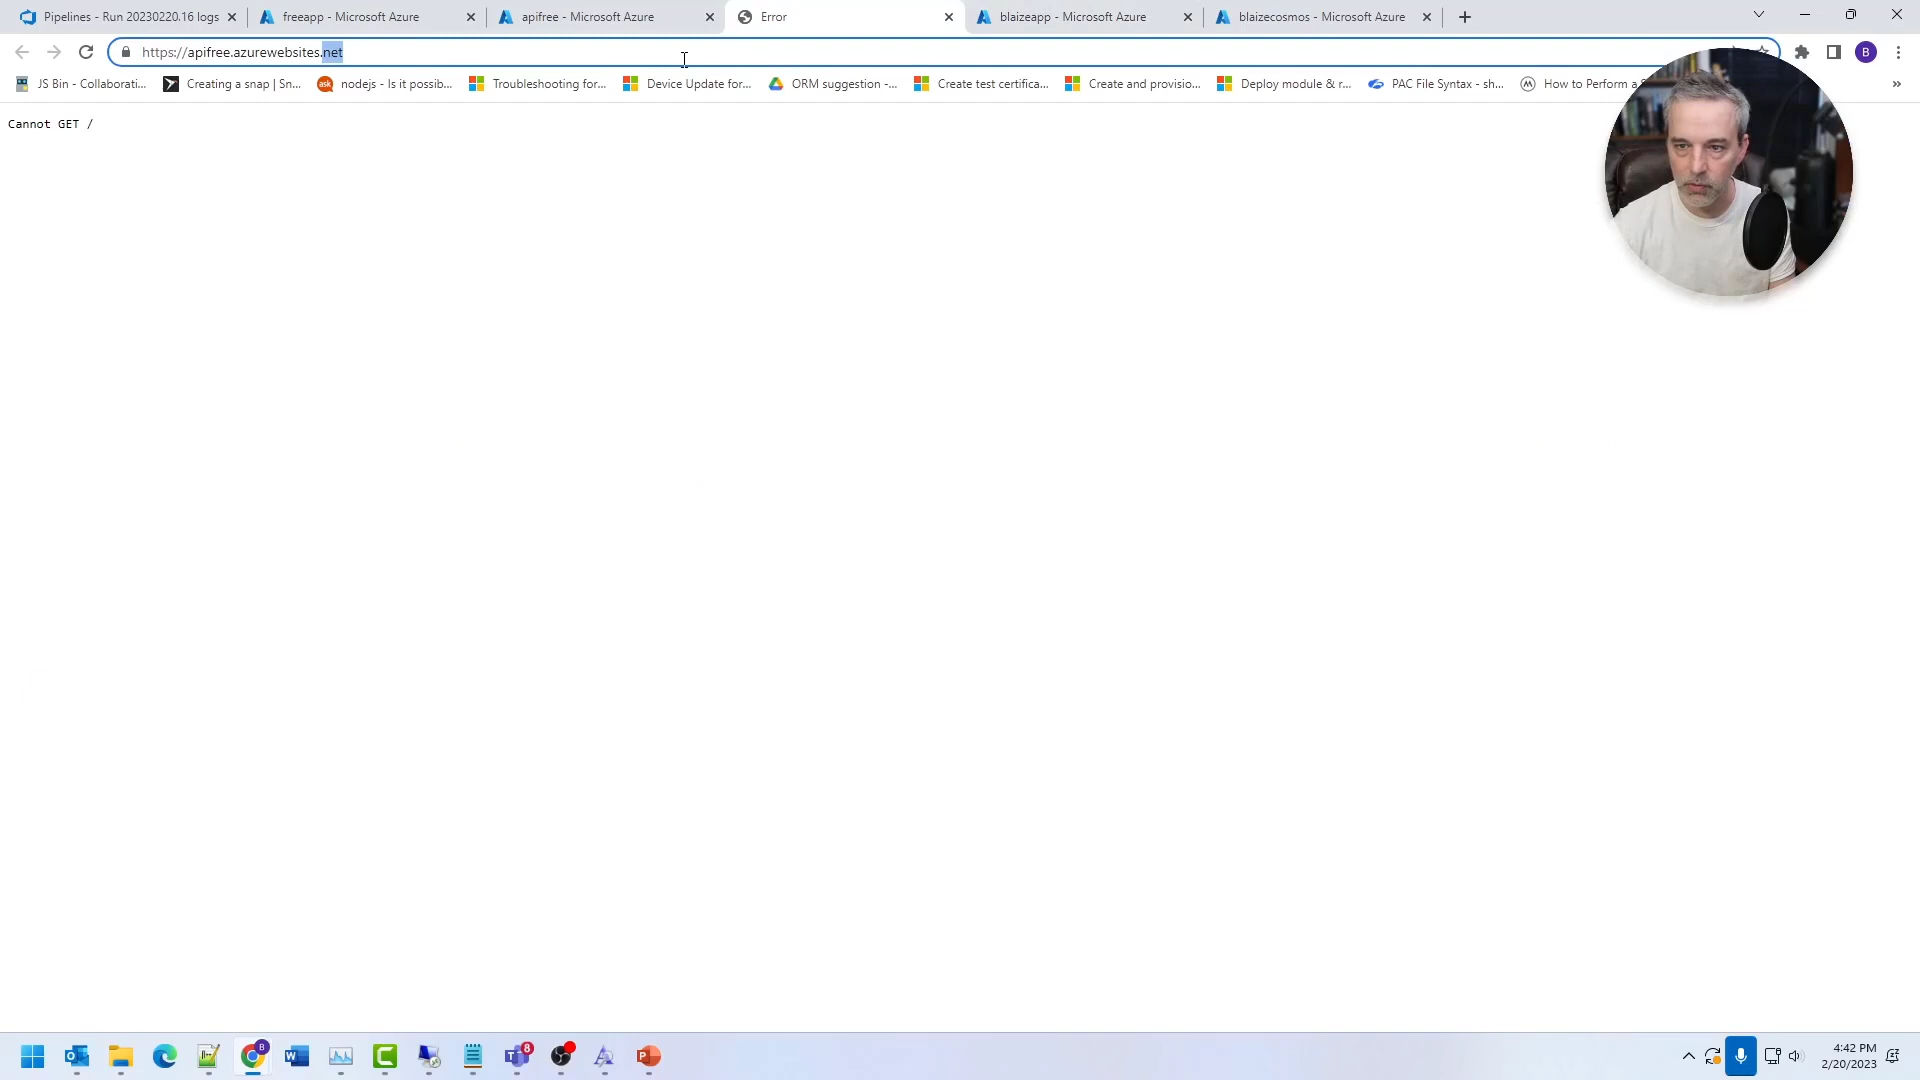 Pipelines - Run 20230220.16 logs
freeapp - Microsoft Azure
apifree - Microsoft Azure
Error
blaizeapp - Microsoft Azure
blaizecosmos - Microsoft Azure
https://apifree.azurewebsites.net
B
JS Bin - Collaborati...
Creating a snap | Sn...
ask
nodejs - Is it possib...
Troubleshooting for...
Device Update for...
ORM suggestion -...
Create test certifica...
Create and provisio...
Deploy module & r...
PAC File Syntax - sh...
How to Perform a
Cannot GET /
B
8
4:42 PM
2/20/2023